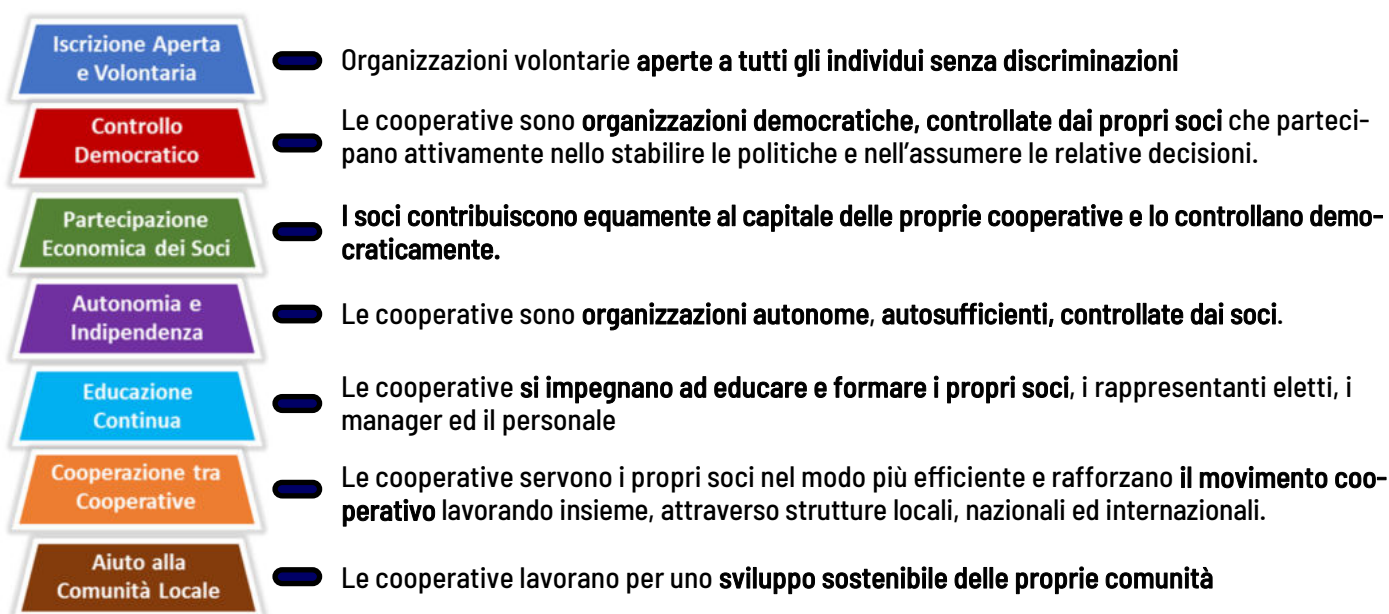 Iscrizione Aperta
e Volontaria
Organizzazioni volontarie aperte a tutti gli individui senza discriminazioni
Controllo
Democratico
Le cooperative sono organizzazioni democratiche, controllate dai propri soci che parteci-
pano attivamente nello stabilire le politiche e nell'assumere le relative decisioni.
Partecipazione
Economica dei Soci
I soci contribuiscono equamente al capitale delle proprie cooperative e lo controllano demo-
craticamente.
Autonomia e
Indipendenza
Le cooperative sono organizzazioni autonome, autosufficienti, controllate dai soci.
Educazione
Continua
Le cooperative si impegnano ad educare e formare i propri soci, i rappresentanti eletti, i
manager ed il personale
Cooperazione tra
Cooperative
Le cooperative servono i propri soci nel modo più efficiente e rafforzano il movimento coo-
perativo lavorando insieme, attraverso strutture locali, nazionali ed internazionali.
Aiuto alla
Comunità Locale
Le cooperative lavorano per uno sviluppo sostenibile delle proprie comunità